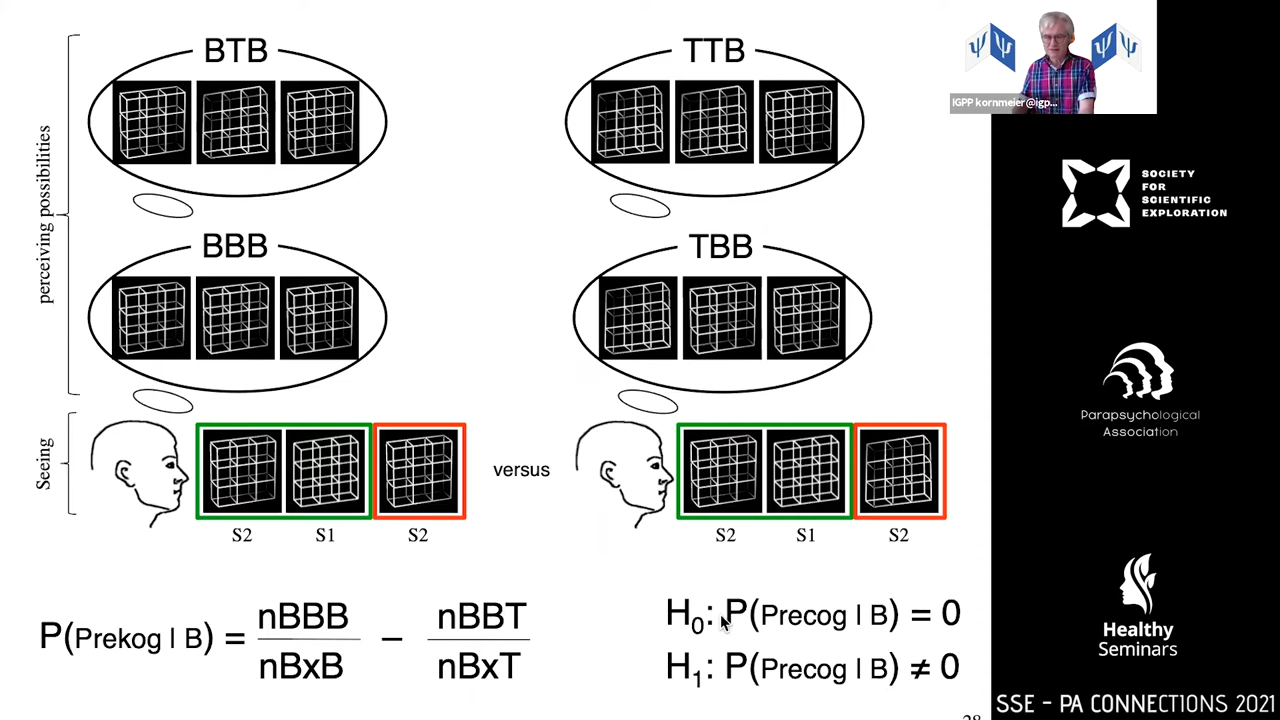 BTB
TTB
BBB
TBB
perceiving possibilities
Seeing
versus
S2
S1
S2
S2
S1
S2
P(Prekog | B) = nBBB / nBxB − nBBT / nBxT
H0: P(Precog | B) = 0
H1: P(Precog | B) ≠ 0
IGPP kornmeier@igp...
SOCIETY
FOR
SCIENTIFIC
EXPLORATION
Parapsychological
Association
Healthy
Seminars
SSE - PA CONNECTIONS 2021